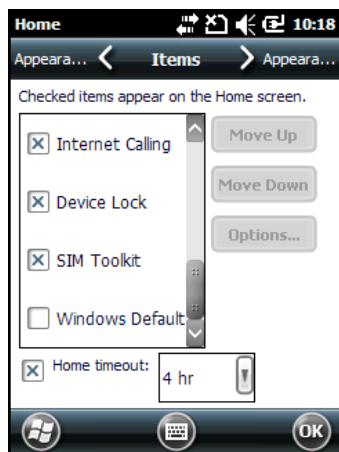 Home 10:18
Appeara... Items Appeara...
Checked items appear on the Home screen.
Internet Calling
Move Up
Device Lock
Move Down
SIM Toolkit
Options...
Windows Default
Home timeout: 4 hr
OK